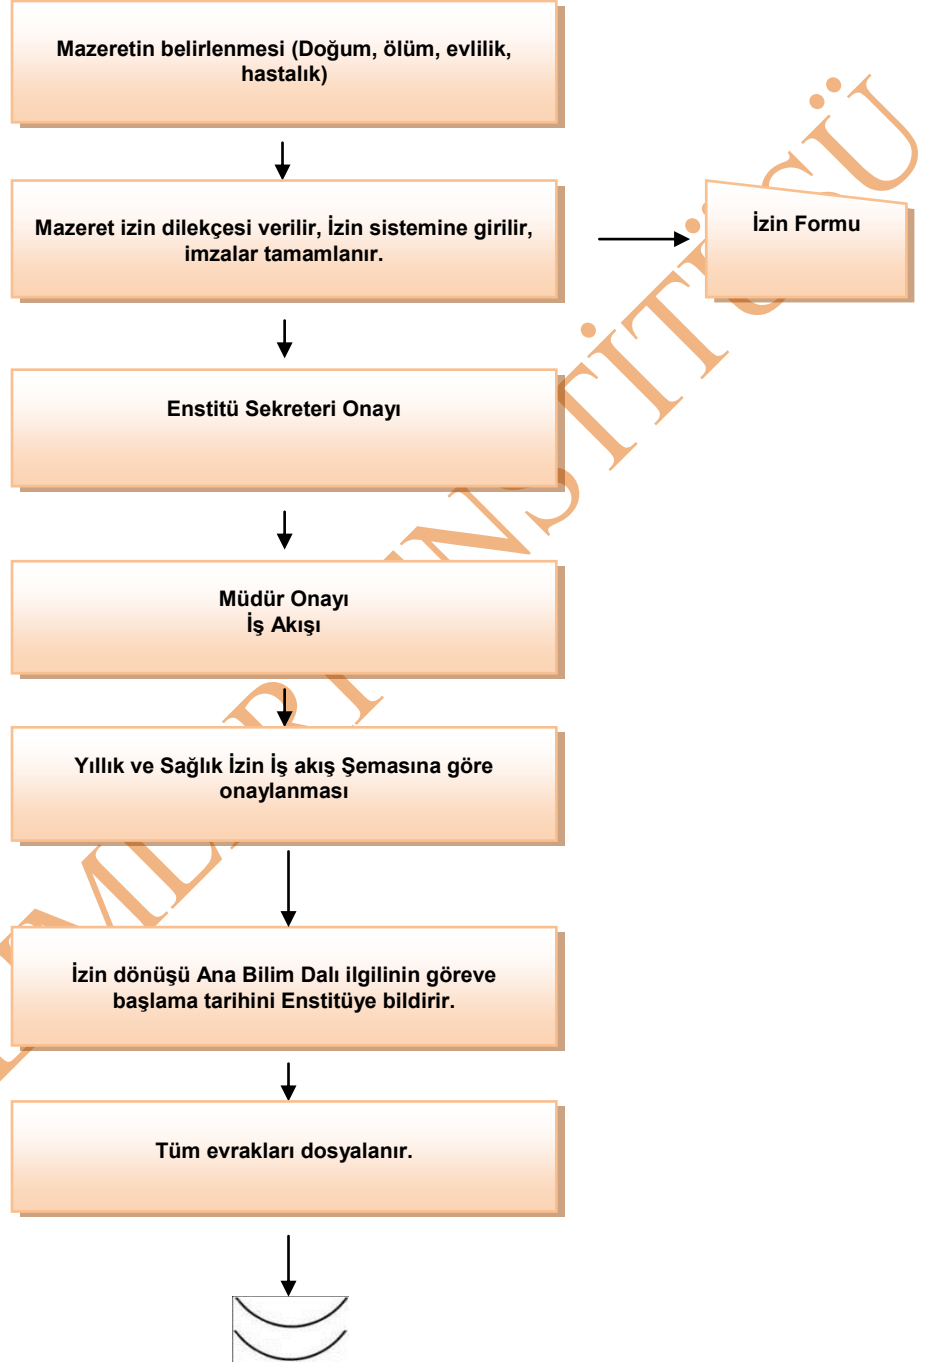 Mazeretin belirlenmesi (Doğum, ölüm, evlilik,
hastalık)
Mazeret izin dilekçesi verilir, İzin sistemine girilir,
imzalar tamamlanır.
İzin Formu
Enstitü Sekreteri Onayı
Müdür Onayı
İş Akışı
Yıllık ve Sağlık İzin İş akış Şemasına göre
onaylanması
İzin dönüşü Ana Bilim Dalı ilgilinin göreve
başlama tarihini Enstitüye bildirir.
Tüm evrakları dosyalanır.